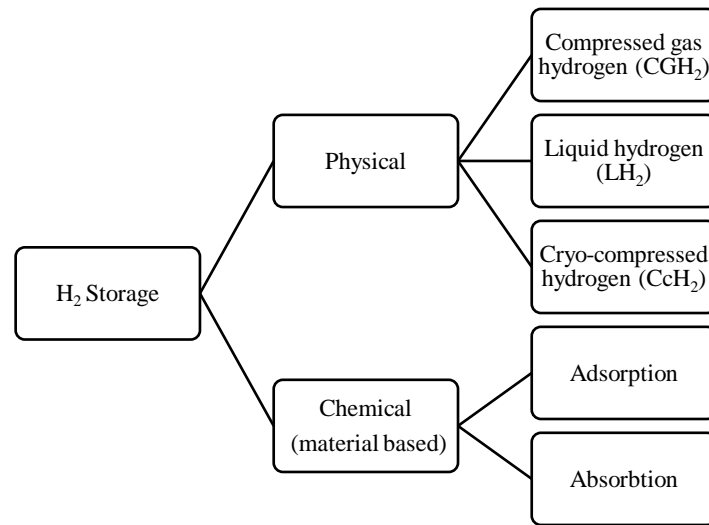 Compressed gas
hydrogen (CGH₂)
Physical
Liquid hydrogen
(LH₂)
Cryo-compressed
hydrogen (CcH₂)
H₂ Storage
Adsorption
Chemical
(material based)
Absorbtion